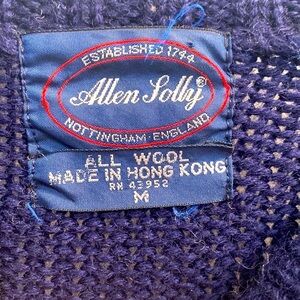 ESTABLISHED 1744
Allen Solly®
NOTTINGHAM · ENGLAND
ALL WOOL
MADE IN HONG KONG
RN 43952
M